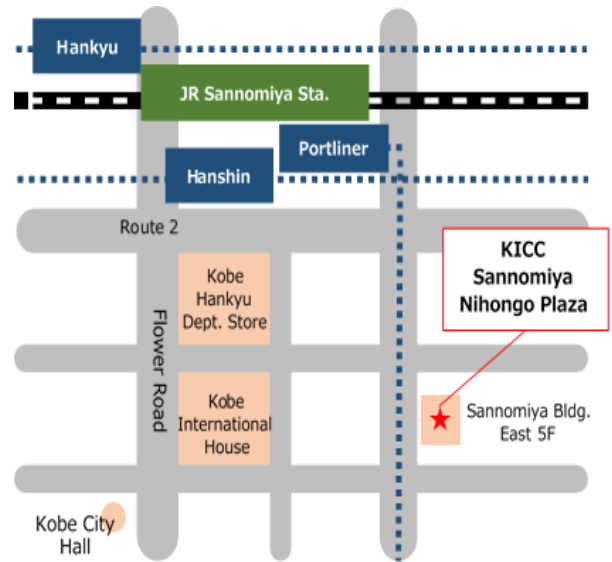 Hankyu
JR Sannomiya Sta.
Portliner
Hanshin
Route 2
KICC
Sannomiya
Nihongo Plaza
Kobe
Hankyu
Dept. Store
Flower Road
Kobe
International
House
Sannomiya Bldg.
East 5F
Kobe City
Hall